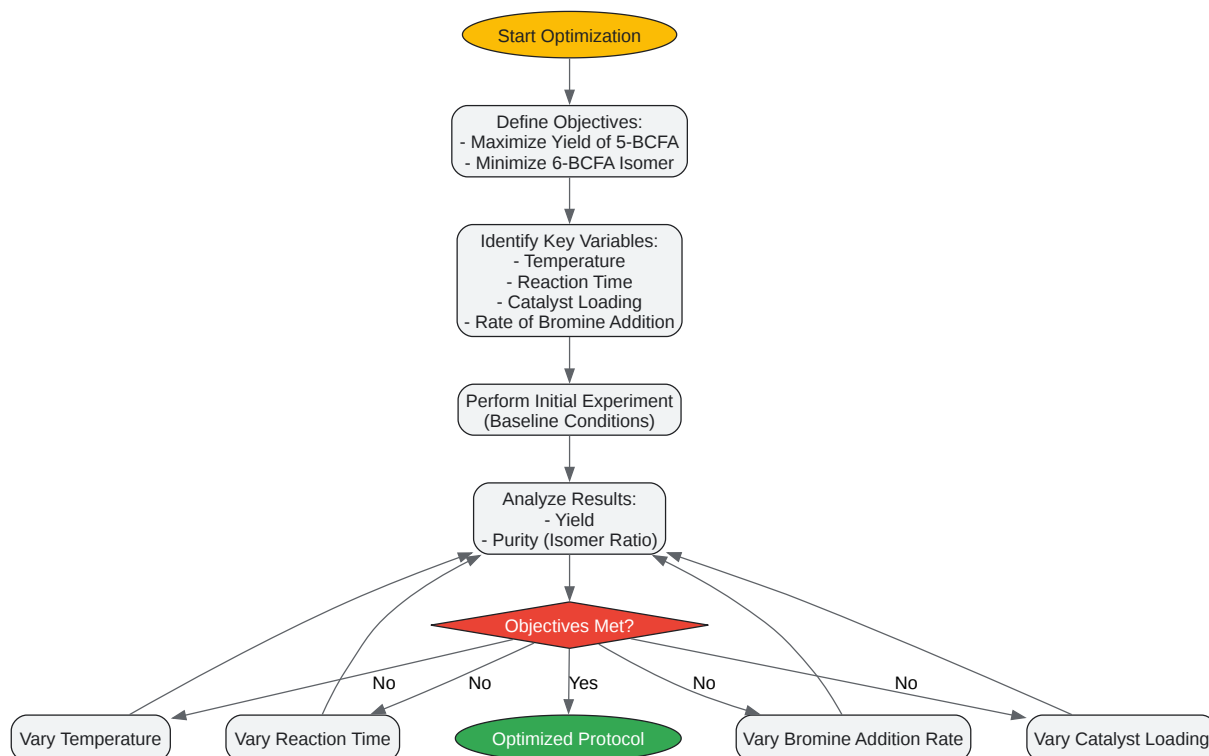 Start Optimization
Define Objectives:
- Maximize Yield of 5-BCFA
- Minimize 6-BCFA Isomer
Identify Key Variables:
- Temperature
- Reaction Time
- Catalyst Loading
- Rate of Bromine Addition
Perform Initial Experiment
(Baseline Conditions)
Analyze Results:
- Yield
- Purity (Isomer Ratio)
Objectives Met?
No
No
Yes
No
No
Vary Temperature
Vary Reaction Time
Optimized Protocol
Vary Bromine Addition Rate
Vary Catalyst Loading